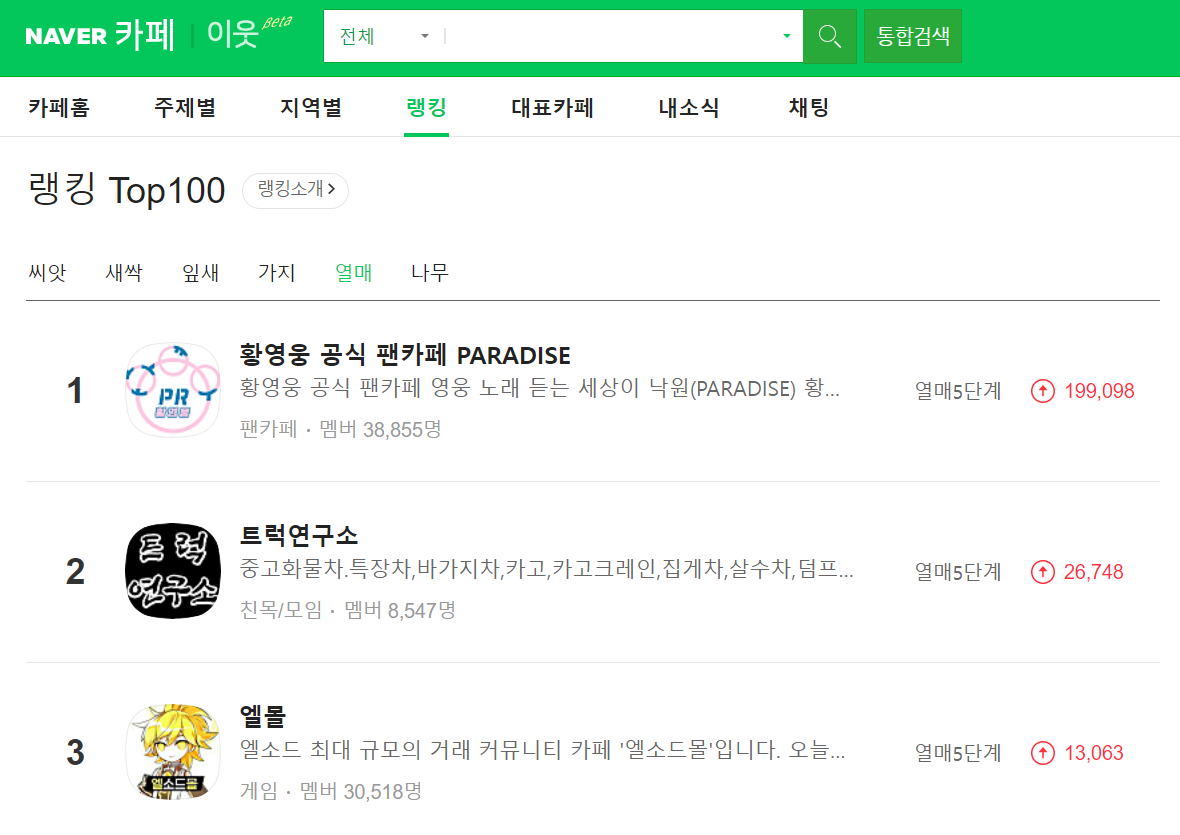 NAVER 카페 이웃 βeta 전체 통합검색
카페홈 주제별 지역별 랭킹 대표카페 내소식 채팅
랭킹 Top100 랭킹소개
씨앗 새싹 잎새 가지 열매 나무
1
PR
황영웅
황영웅 공식 팬카페 PARADISE
황영웅 공식 팬카페 영웅 노래 듣는 세상이 낙원(PARADISE) 황...
팬카페 · 멤버 38,855명
열매5단계 199,098
2
트럭
연구소
트럭연구소
중고화물차.특장차,바가지차,카고,카고크레인,집게차,살수차,덤프...
친목/모임 · 멤버 8,547명
열매5단계 26,748
3
엘소드몰
엘몰
엘소드 최대 규모의 거래 커뮤니티 카페 '엘소드몰'입니다. 오늘...
게임 · 멤버 30,518명
열매5단계 13,063